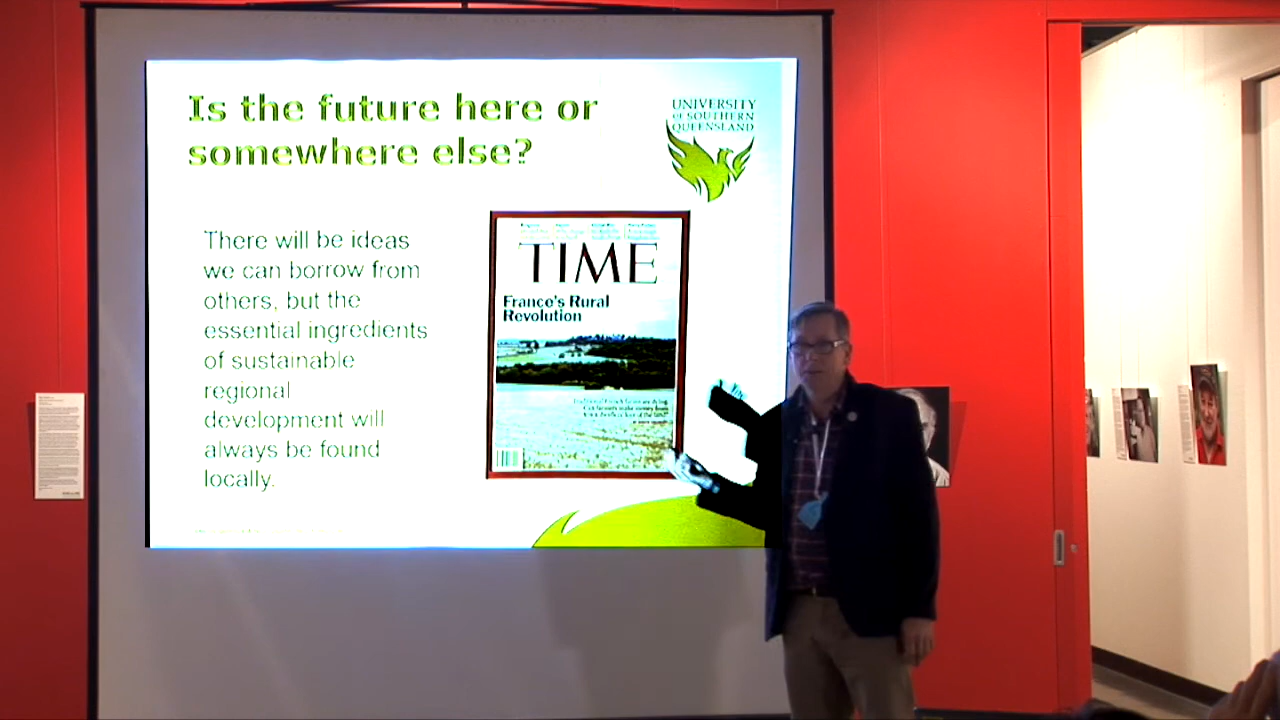 Is the future here or
somewhere else?
UNIVERSITY
OF SOUTHERN
QUEENSLAND
There will be ideas
we can borrow from
others, but the
essential ingredients
of sustainable
regional
development will
always be found
locally.
TIME
France's Rural
Revolution